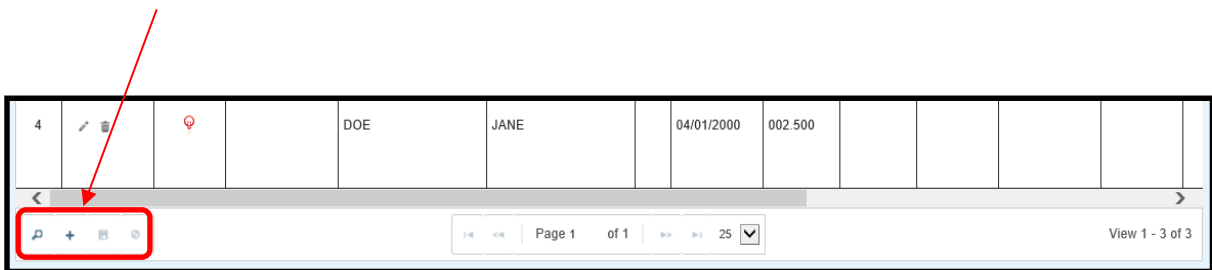 4 DOE JANE 04/01/2000 002.500
Page 1 of 1 25 View 1 - 3 of 3